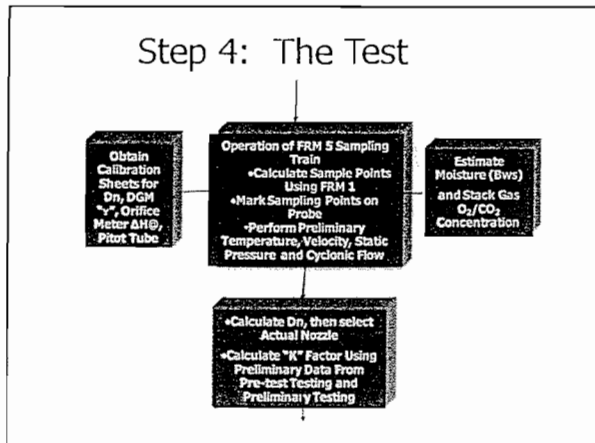 Step 4: The Test
Obtain
Calibration
Sheets for
Dn, DGM
"Y", Orifice
Meter ΔH@,
Pitot Tube
Operation of FRM 5 Sampling
Train
•Calculate Sample Points
Using FRM 1
•Mark Sampling Points on
Probe
•Perform Preliminary
Temperature, Velocity, Static
Pressure and Cyclonic Flow
Estimate
Moisture (Bws)
and Stack Gas
O₂/CO₂
Concentration
•Calculate Dn, then select
Actual Nozzle
•Calculate "K" Factor Using
Preliminary Data From
Pre-test Testing and
Preliminary Testing